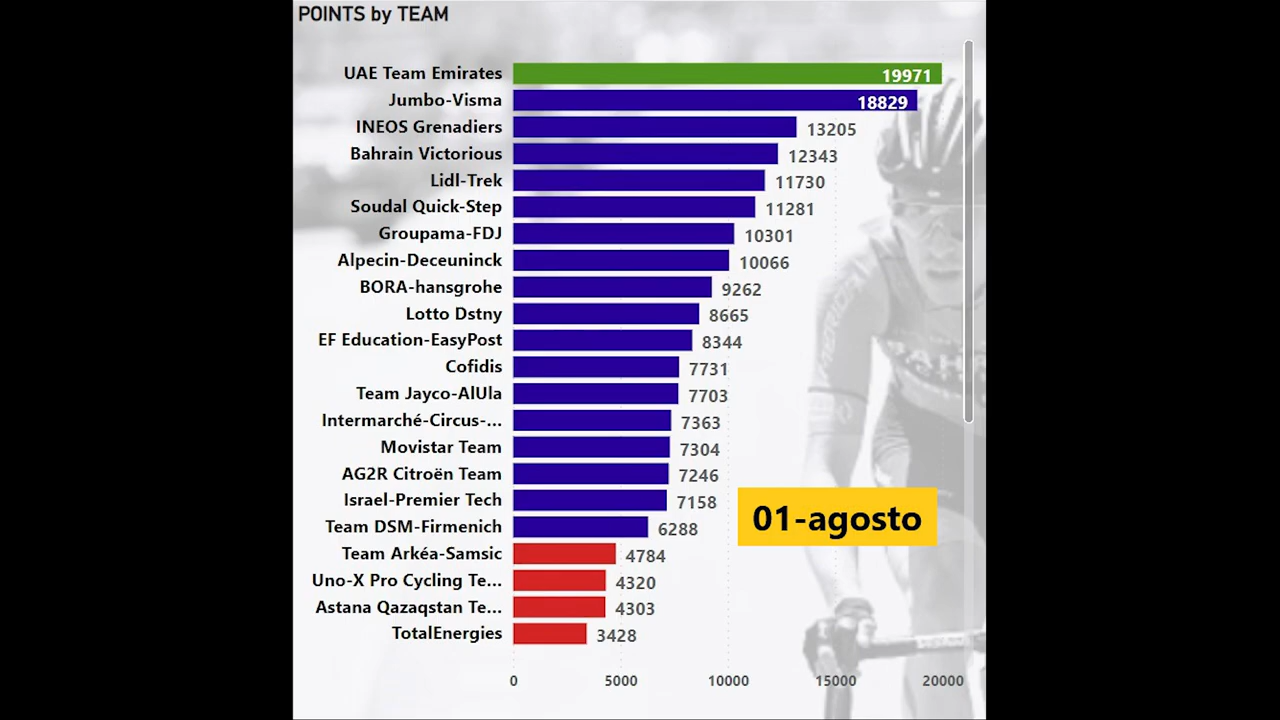 POINTS by TEAM
UAE Team Emirates 19971
Jumbo-Visma 18829
INEOS Grenadiers 13205
Bahrain Victorious 12343
Lidl-Trek 11730
Soudal Quick-Step 11281
Groupama-FDJ 10301
Alpecin-Deceuninck 10066
BORA-hansgrohe 9262
Lotto Dstny 8665
EF Education-EasyPost 8344
Cofidis 7731
Team Jayco-AlUla 7703
Intermarché-Circus-... 7363
Movistar Team 7304
AG2R Citroën Team 7246
Israel-Premier Tech 7158
01-agosto
Team DSM-Firmenich 6288
Team Arkéa-Samsic 4784
Uno-X Pro Cycling Te... 4320
Astana Qazaqstan Te... 4303
TotalEnergies 3428
0 5000 10000 15000 20000